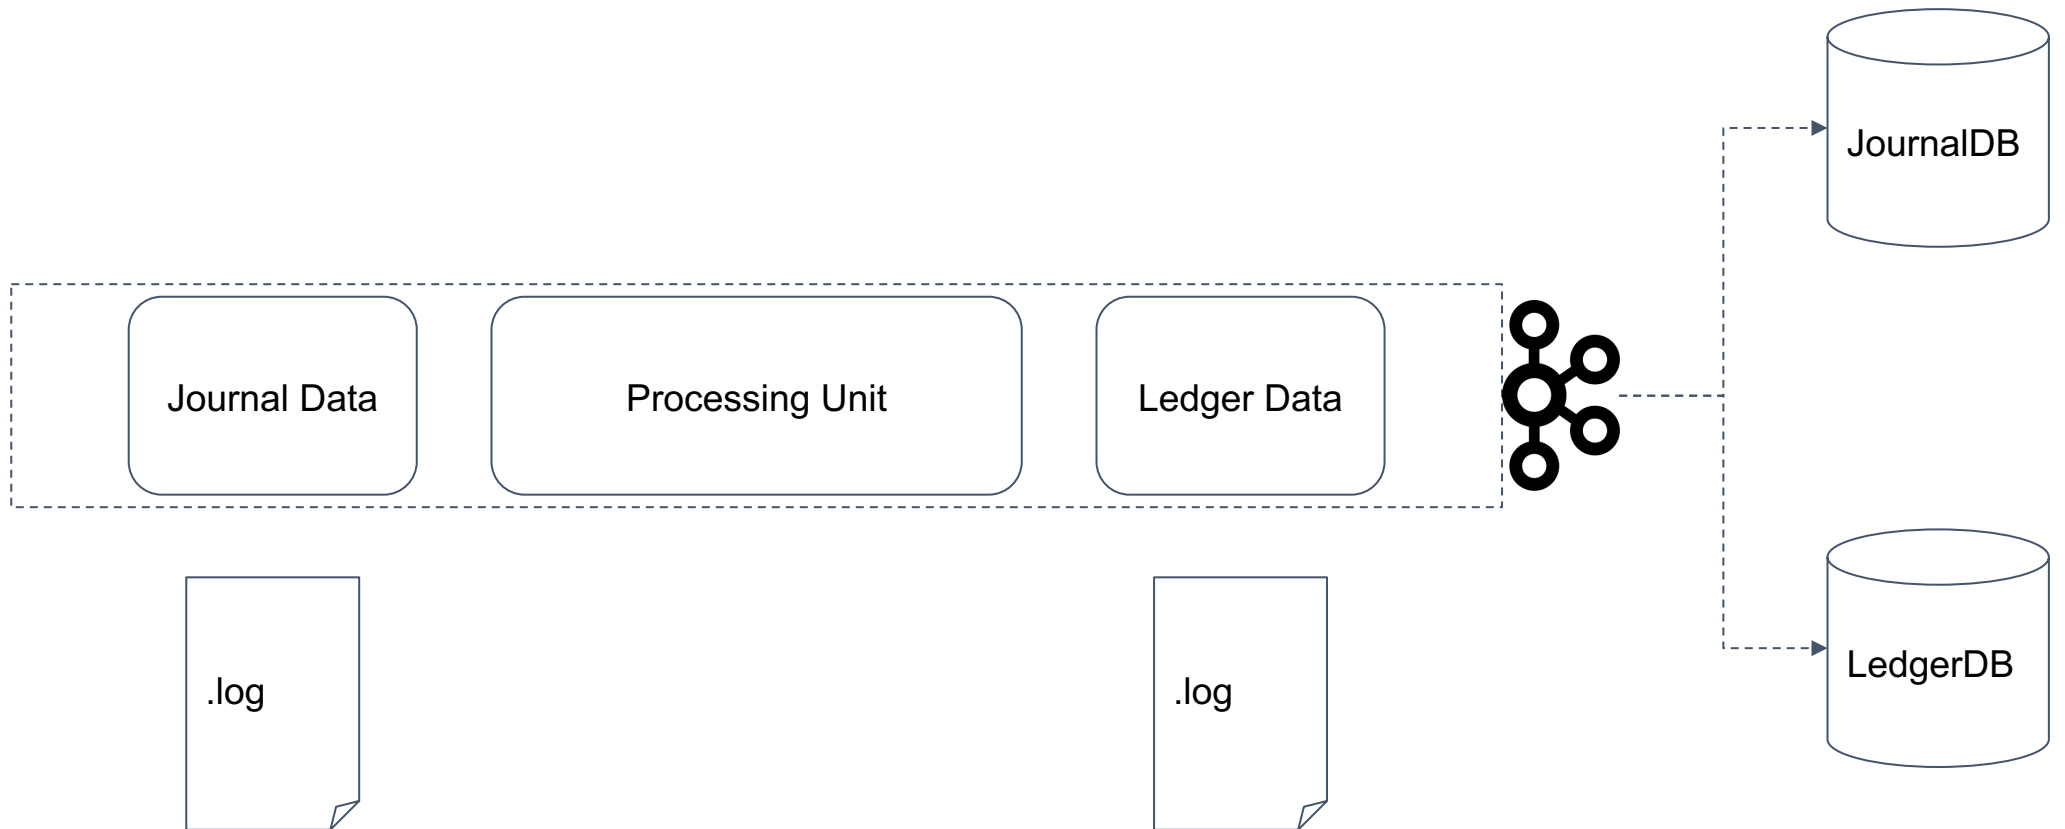 JournalDB
Journal Data
Processing Unit
Ledger Data
LedgerDB
.log
.log